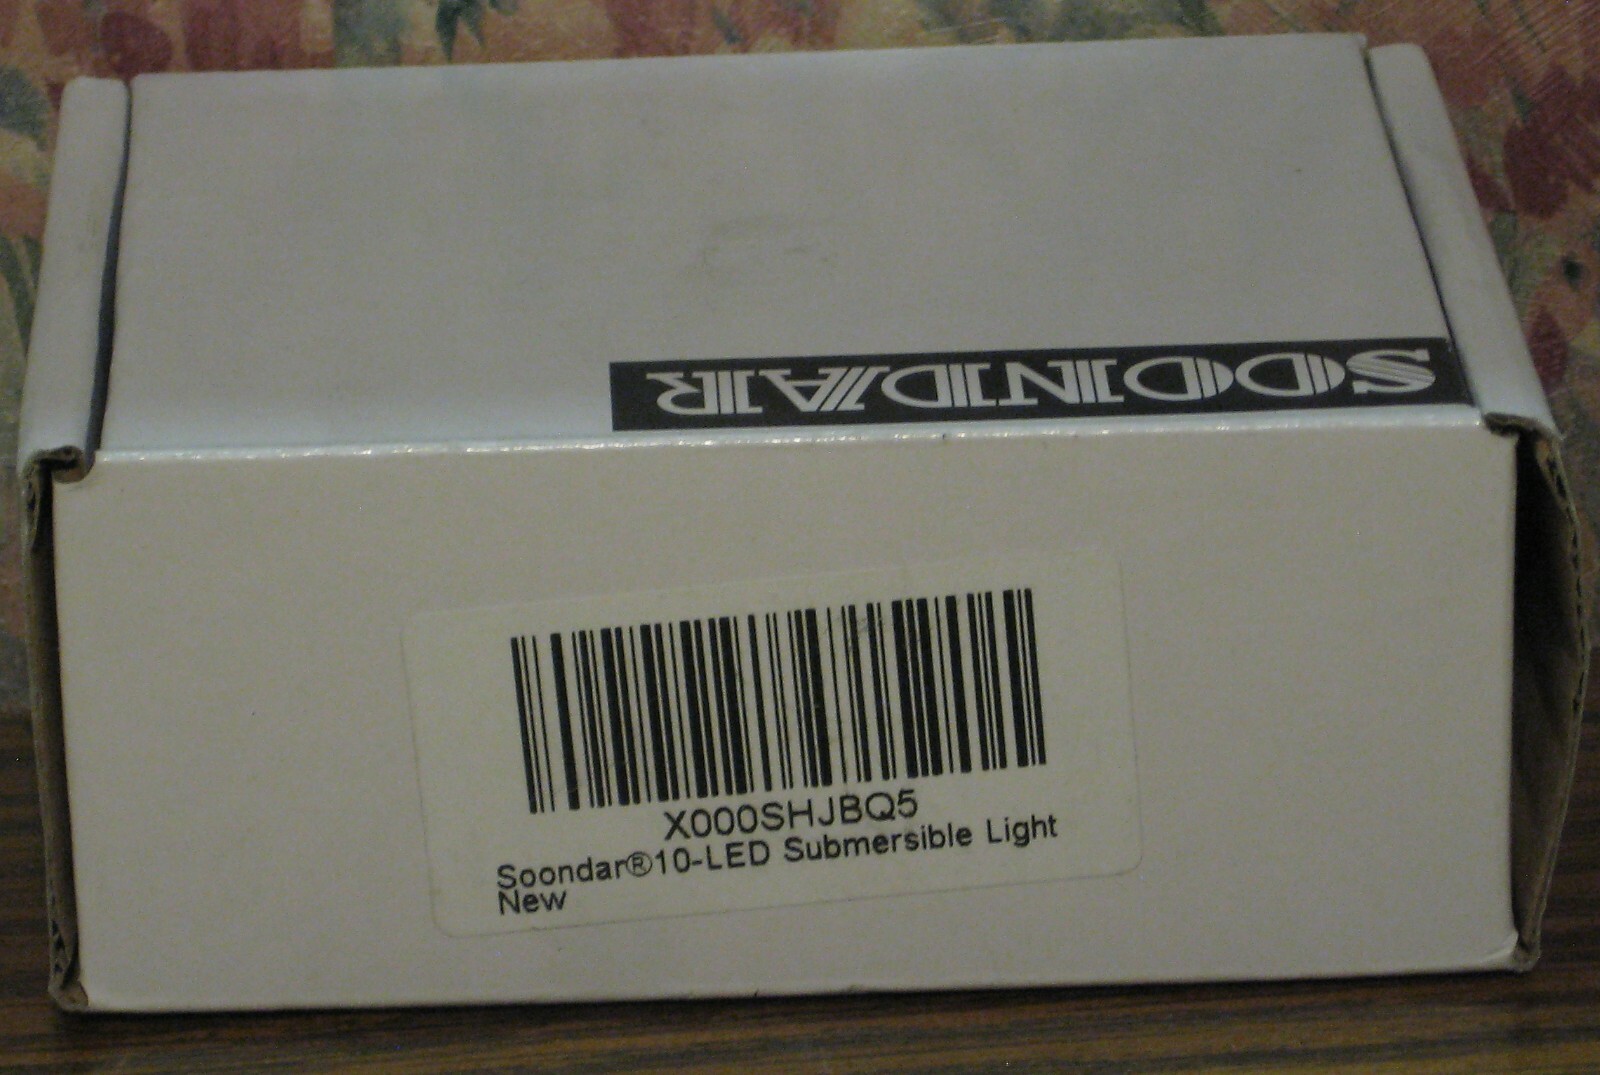 SOONDAR
X000SHJBQ5
Soondar®10-LED Submersible Light
New